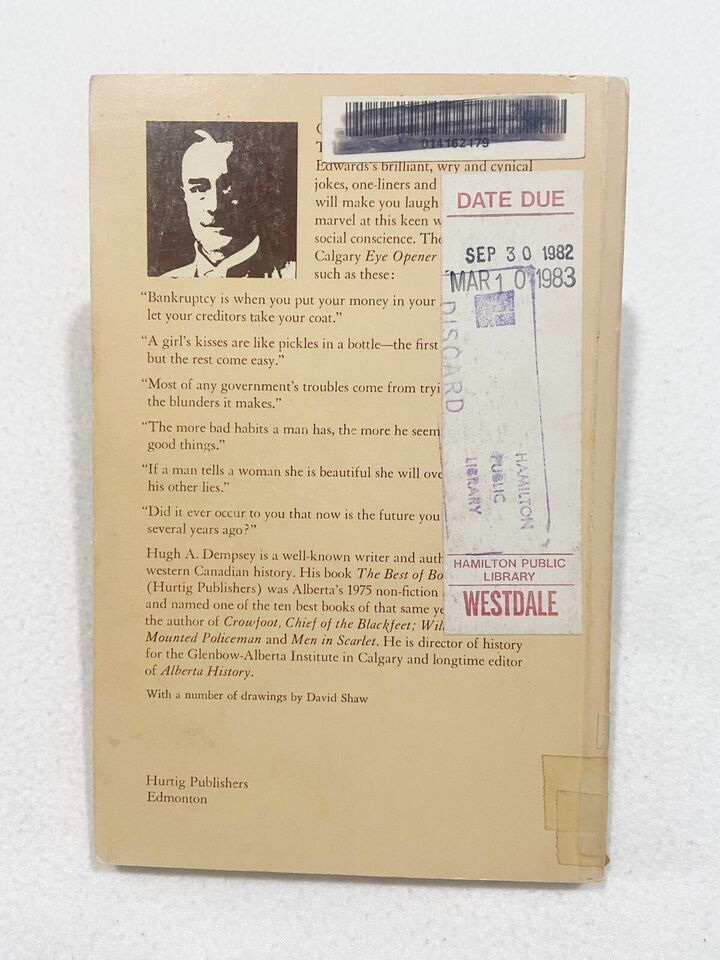 014162179
Edwards's brilliant, wry and cynical
jokes, one-liners and
will make you laugh
marvel at this keen
social conscience. The
Calgary Eye Opener
such as these:
"Bankruptcy is when you put your money in your
let your creditors take your coat."
"A girl's kisses are like pickles in a bottle—the first
but the rest come easy."
"Most of any government's troubles come from
the blunders it makes."
"The more bad habits a man has, the more he
good things."
"If a man tells a woman she is beautiful she will
his other lies."
"Did it ever occur to you that now is the future you
several years ago?"
Hugh A. Dempsey is a well-known writer and
western Canadian history. His book The Best of
(Hurtig Publishers) was Alberta's 1975 non-fiction
and named one of the ten best books of that same
the author of Crowfoot, Chief of the Blackfeet;
Mounted Policeman and Men in Scarlet. He is director of history
for the Glenbow-Alberta Institute in Calgary and longtime editor
of Alberta History.
With a number of drawings by David Shaw
Hurtig Publishers
Edmonton
DATE DUE
SEP 30 1982
MAR 10 1983
DISCARD
HAMILTON
PUBLIC
LIBRARY
HAMILTON PUBLIC
LIBRARY
WESTDALE